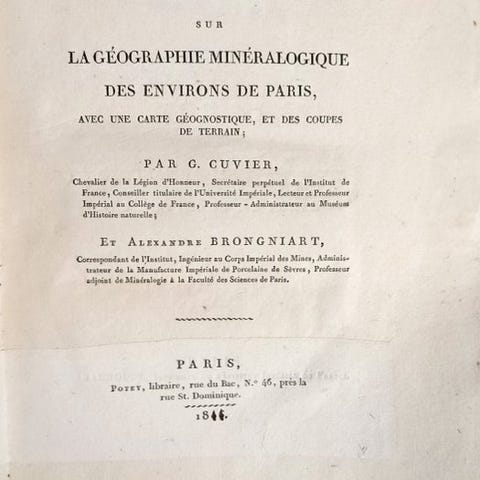 SUR
LA GÉOGRAPHIE MINÉRALOGIQUE
DES ENVIRONS DE PARIS,
AVEC UNE CARTE GÉOGNOSTIQUE, ET DES COUPES
DE TERRAIN;
PAR G. CUVIER,
Chevalier de la Légion d'Honneur, Secrétaire perpétuel de l'Institut de
France, Conseiller titulaire de l'Université Impériale, Lecteur et Professeur
Impérial au Collège de France, Professeur-Administrateur au Muséum
d'Histoire naturelle;
ET ALEXANDRE BRONGNIART,
Correspondant de l'Institut, Ingénieur au Corps Impérial des Mines, Adminis-
trateur de la Manufacture Impériale de Porcelaine de Sèvres, Professeur
adjoint de Minéralogie à la Faculté des Sciences de Paris.
PARIS,
POTEY, libraire, rue du Bac, N.º 46, près la
rue St. Dominique.